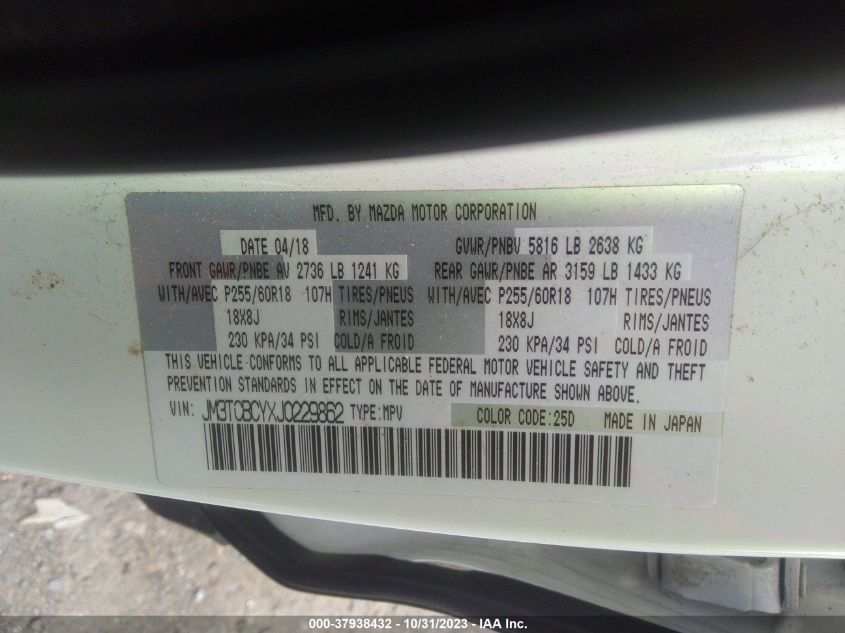 MFD. BY MAZDA MOTOR CORPORATION
DATE 04/18 GVWR/PNBV 5816 LB 2638 KG
FRONT GAWR/PNBE AV 2736 LB 1241 KG REAR GAWR/PNBE AR 3159 LB 1433 KG
WITH/AVEC P255/60R18 107H TIRES/PNEUS WITH/AVEC P255/60R18 107H TIRES/PNEUS
18X8J RIMS/JANTES 18X8J RIMS/JANTES
230 KPA/34 PSI COLD/A FROID 230 KPA/34 PSI COLD/A FROID
THIS VEHICLE CONFORMS TO ALL APPLICABLE FEDERAL MOTOR VEHICLE SAFETY AND THEFT
PREVENTION STANDARDS IN EFFECT ON THE DATE OF MANUFACTURE SHOWN ABOVE.
VIN: JM3TCBCYXJ0229862 TYPE:MPV COLOR CODE:25D MADE IN JAPAN
000-37938432 - 10/31/2023 - IAAI Inc.